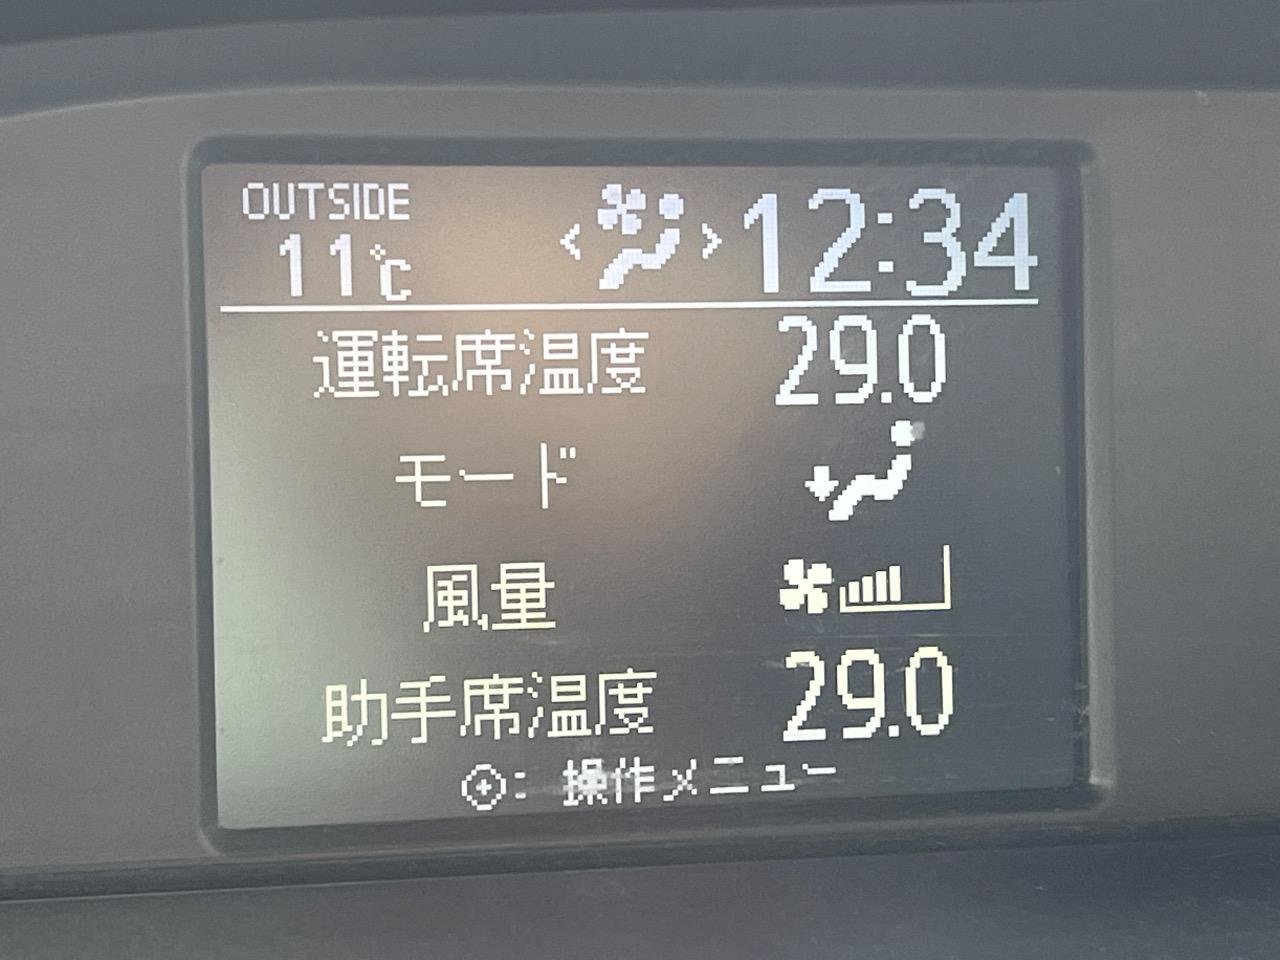 OUTSIDE
11℃ < > 12:34
運転席温度 29.0
モード
風量
助手席温度 29.0
: 操作メニュー